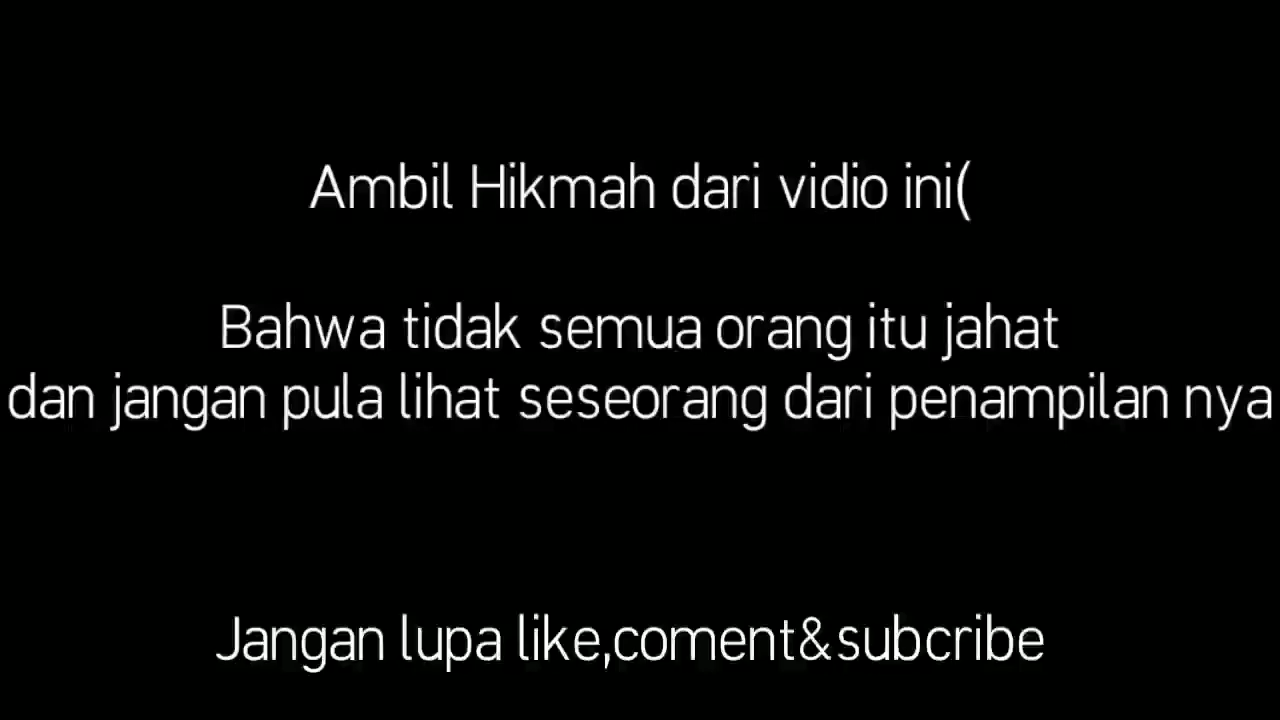 Ambil Hikmah dari vidio ini(
Bahwa tidak semua orang itu jahat
dan jangan pula lihat seseorang dari penampilan nya
Jangan lupa like,coment&subcribe